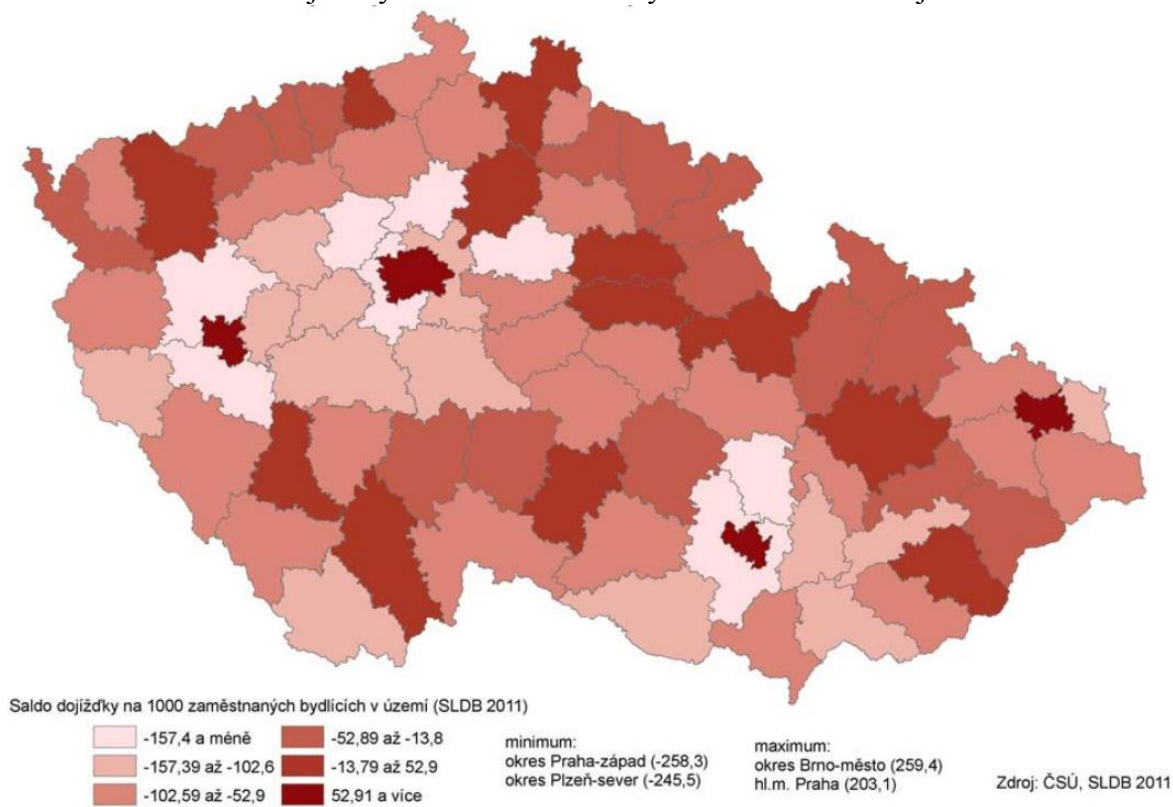 Saldo dojížďky na 1000 zaměstnaných bydlících v území (SLDB 2011)
-157,4 a méně
-157,39 až -102,6
-102,59 až -52,9
-52,89 až -13,8
-13,79 až 52,9
52,91 a více
minimum:
okres Praha-západ (-258,3)
okres Plzeň-sever (-245,5)
maximum:
okres Brno-město (259,4)
hl.m. Praha (203,1)
Zdroj: ČSÚ, SLDB 2011